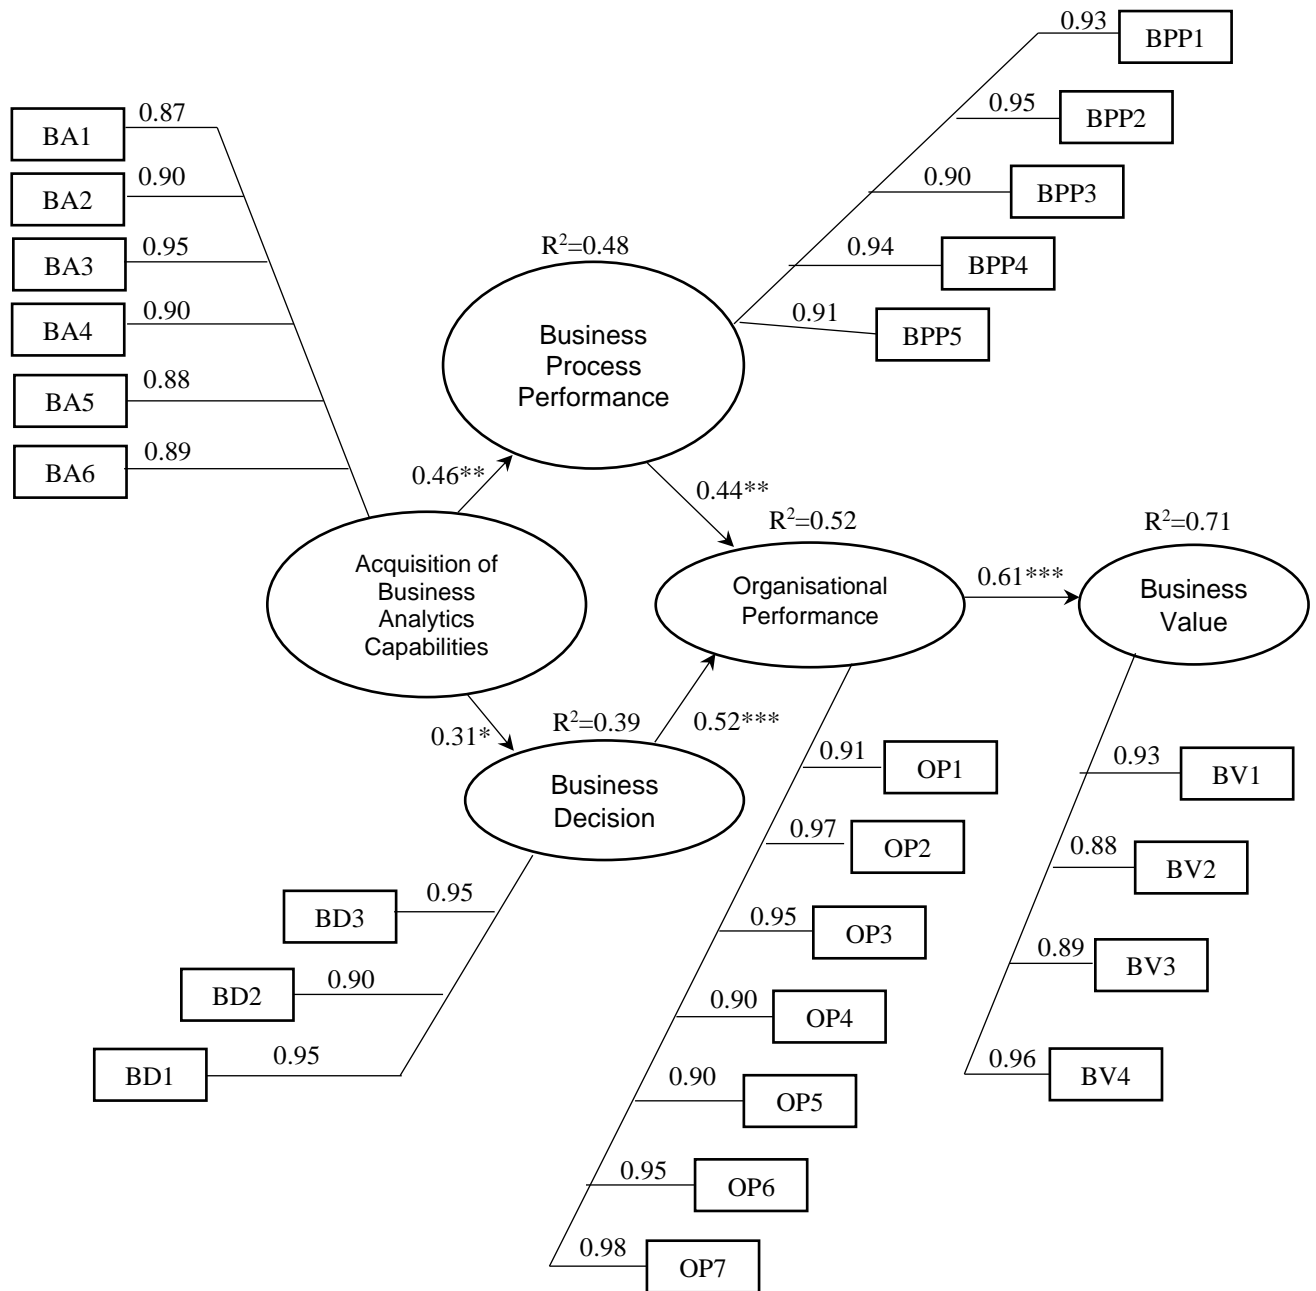 0.93
BPP1
0.95
BPP2
0.90
BPP3
0.94
BPP4
0.91
BPP5
0.87
BA1
0.90
BA2
0.95
BA3
0.90
BA4
0.88
BA5
0.89
BA6
R²=0.48
Business
Process
Performance
0.46**
0.44**
Acquisition of
Business
Analytics
Capabilities
R²=0.52
Organisational
Performance
0.61***
R²=0.71
Business
Value
0.31*
R²=0.39
0.52***
Business
Decision
0.95
BD3
0.90
BD2
0.95
BD1
0.91
OP1
0.97
OP2
0.95
OP3
0.90
OP4
0.90
OP5
0.95
OP6
0.98
OP7
0.93
BV1
0.88
BV2
0.89
BV3
0.96
BV4